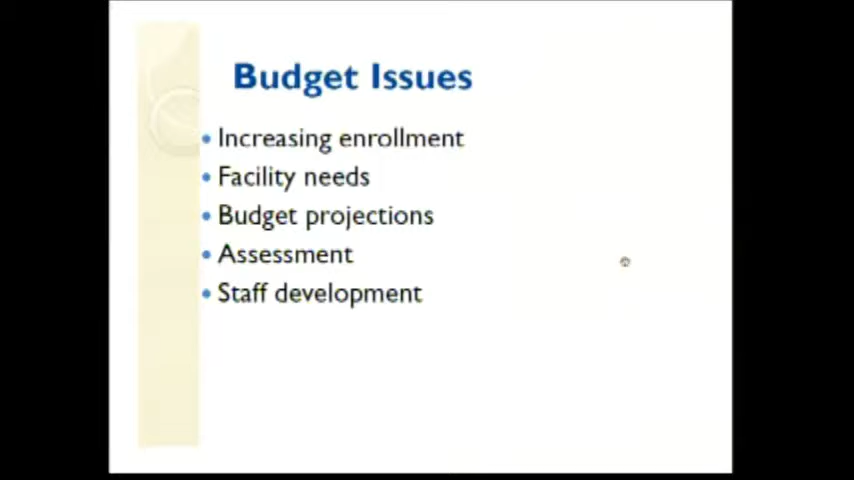 Budget Issues
Increasing enrollment
Facility needs
Budget projections
Assessment
Staff development